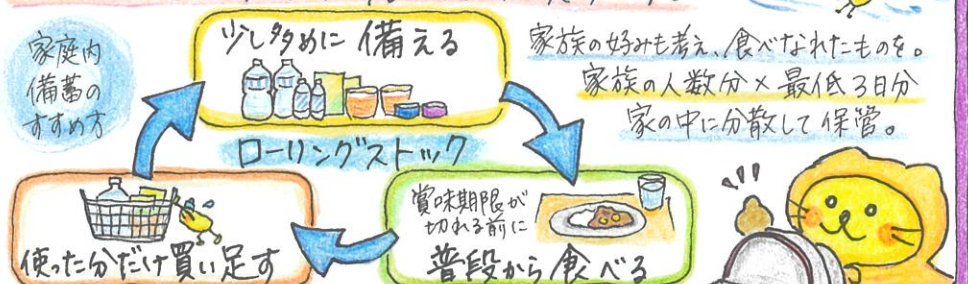 家庭内
備蓄の
すすめ方
少し多めに 備える
家族の好みも考え、食べなれたものを。
家族の人数分×最低3日分
家の中に分散して保管。
ローリングストック
賞味期限が
切れる前に
普段から食べる
使った分だけ買い足す